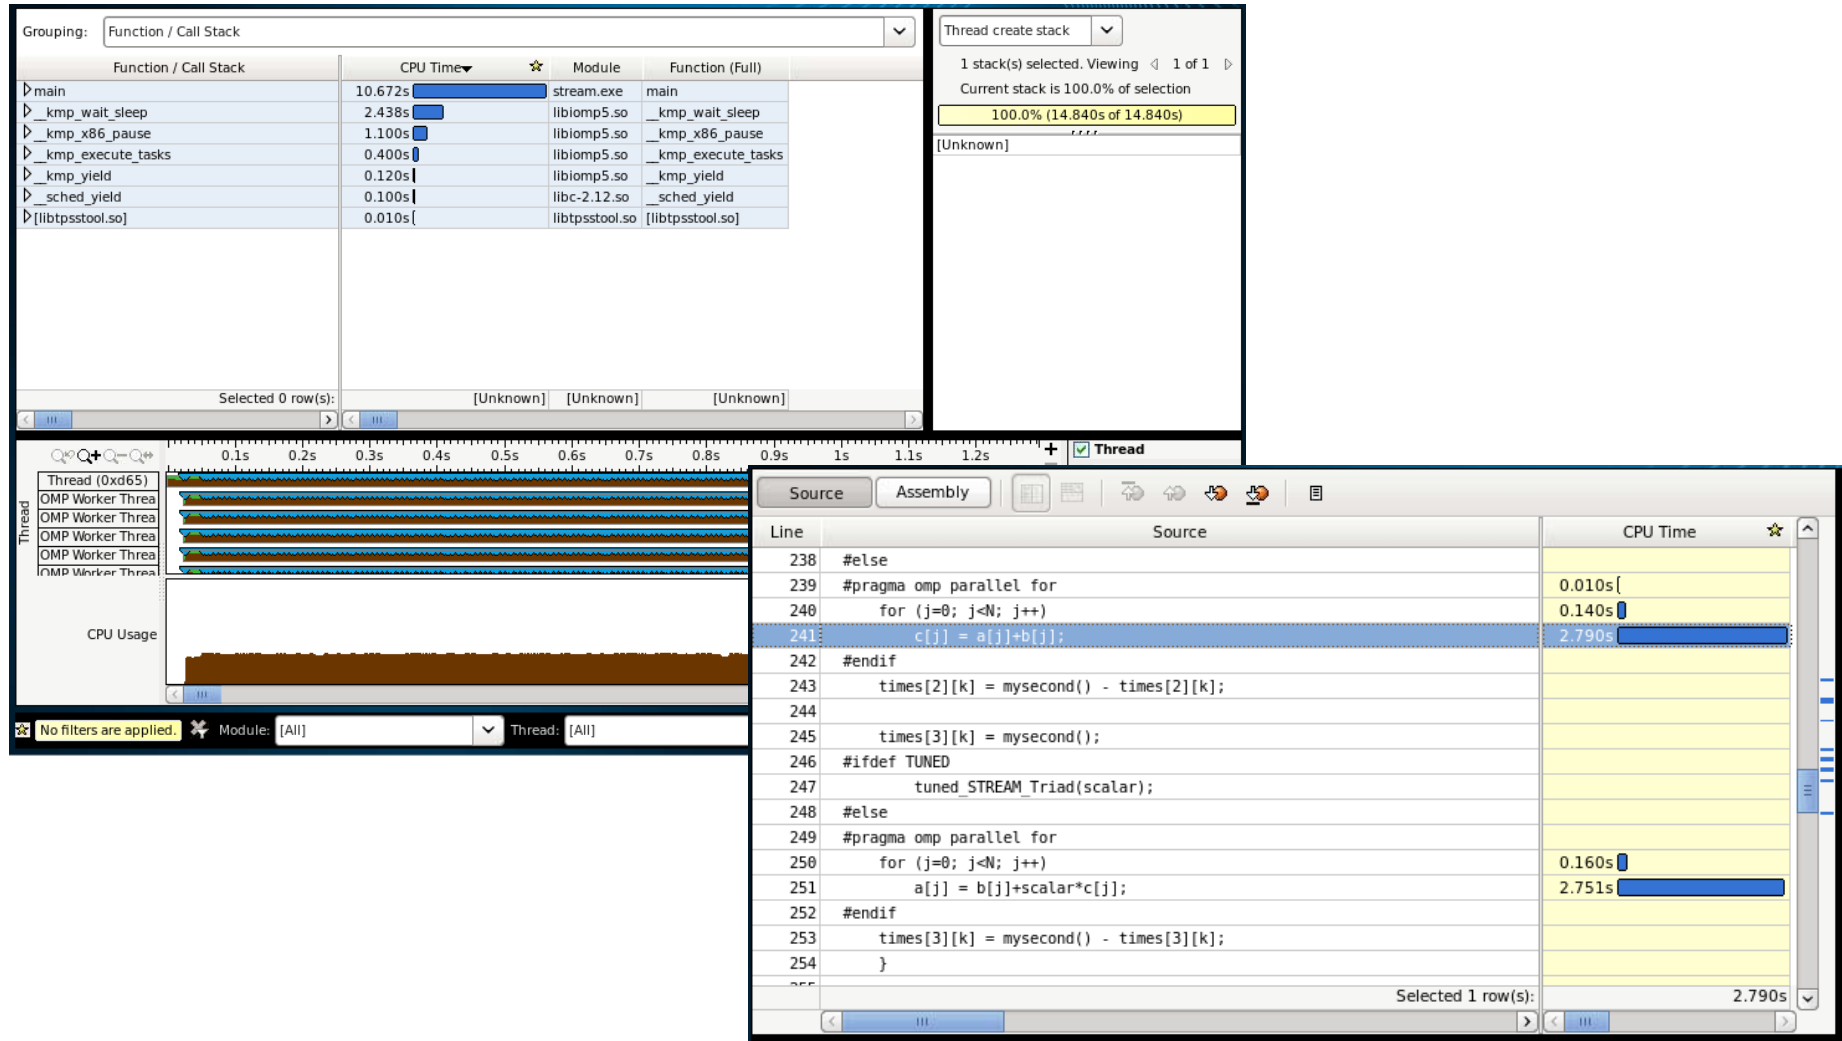 Grouping: Function / Call Stack
Function / Call Stack CPU Time Module Function (Full)
main 10.672s stream.exe main
__kmp_wait_sleep 2.438s libiomp5.so __kmp_wait_sleep
__kmp_x86_pause 1.100s libiomp5.so __kmp_x86_pause
__kmp_execute_tasks 0.400s libiomp5.so __kmp_execute_tasks
__kmp_yield 0.120s libiomp5.so __kmp_yield
__sched_yield 0.100s libc-2.12.so __sched_yield
[libtpsstool.so] 0.010s libtpsstool.so [libtpsstool.so]
Selected 0 row(s): [Unknown] [Unknown] [Unknown]
Thread create stack
1 stack(s) selected. Viewing 1 of 1
Current stack is 100.0% of selection
100.0% (14.840s of 14.840s)
[Unknown]
0.1s 0.2s 0.3s 0.4s 0.5s 0.6s 0.7s 0.8s 0.9s 1s 1.1s 1.2s
Thread
Thread
Thread (0xd65)
OMP Worker Threa
OMP Worker Threa
OMP Worker Threa
OMP Worker Threa
OMP Worker Threa
CPU Usage
No filters are applied. Module: [All] Thread: [All]
Source Assembly
Line Source CPU Time
238 #else
239 #pragma omp parallel for 0.010s
240 for (j=0; j<N; j++) 0.140s
241 c[j] = a[j]+b[j]; 2.790s
242 #endif
243 times[2][k] = mysecond() - times[2][k];
244
245 times[3][k] = mysecond();
246 #ifdef TUNED
247 tuned_STREAM_Triad(scalar);
248 #else
249 #pragma omp parallel for
250 for (j=0; j<N; j++) 0.160s
251 a[j] = b[j]+scalar*c[j]; 2.751s
252 #endif
253 times[3][k] = mysecond() - times[3][k];
254 }
Selected 1 row(s): 2.790s